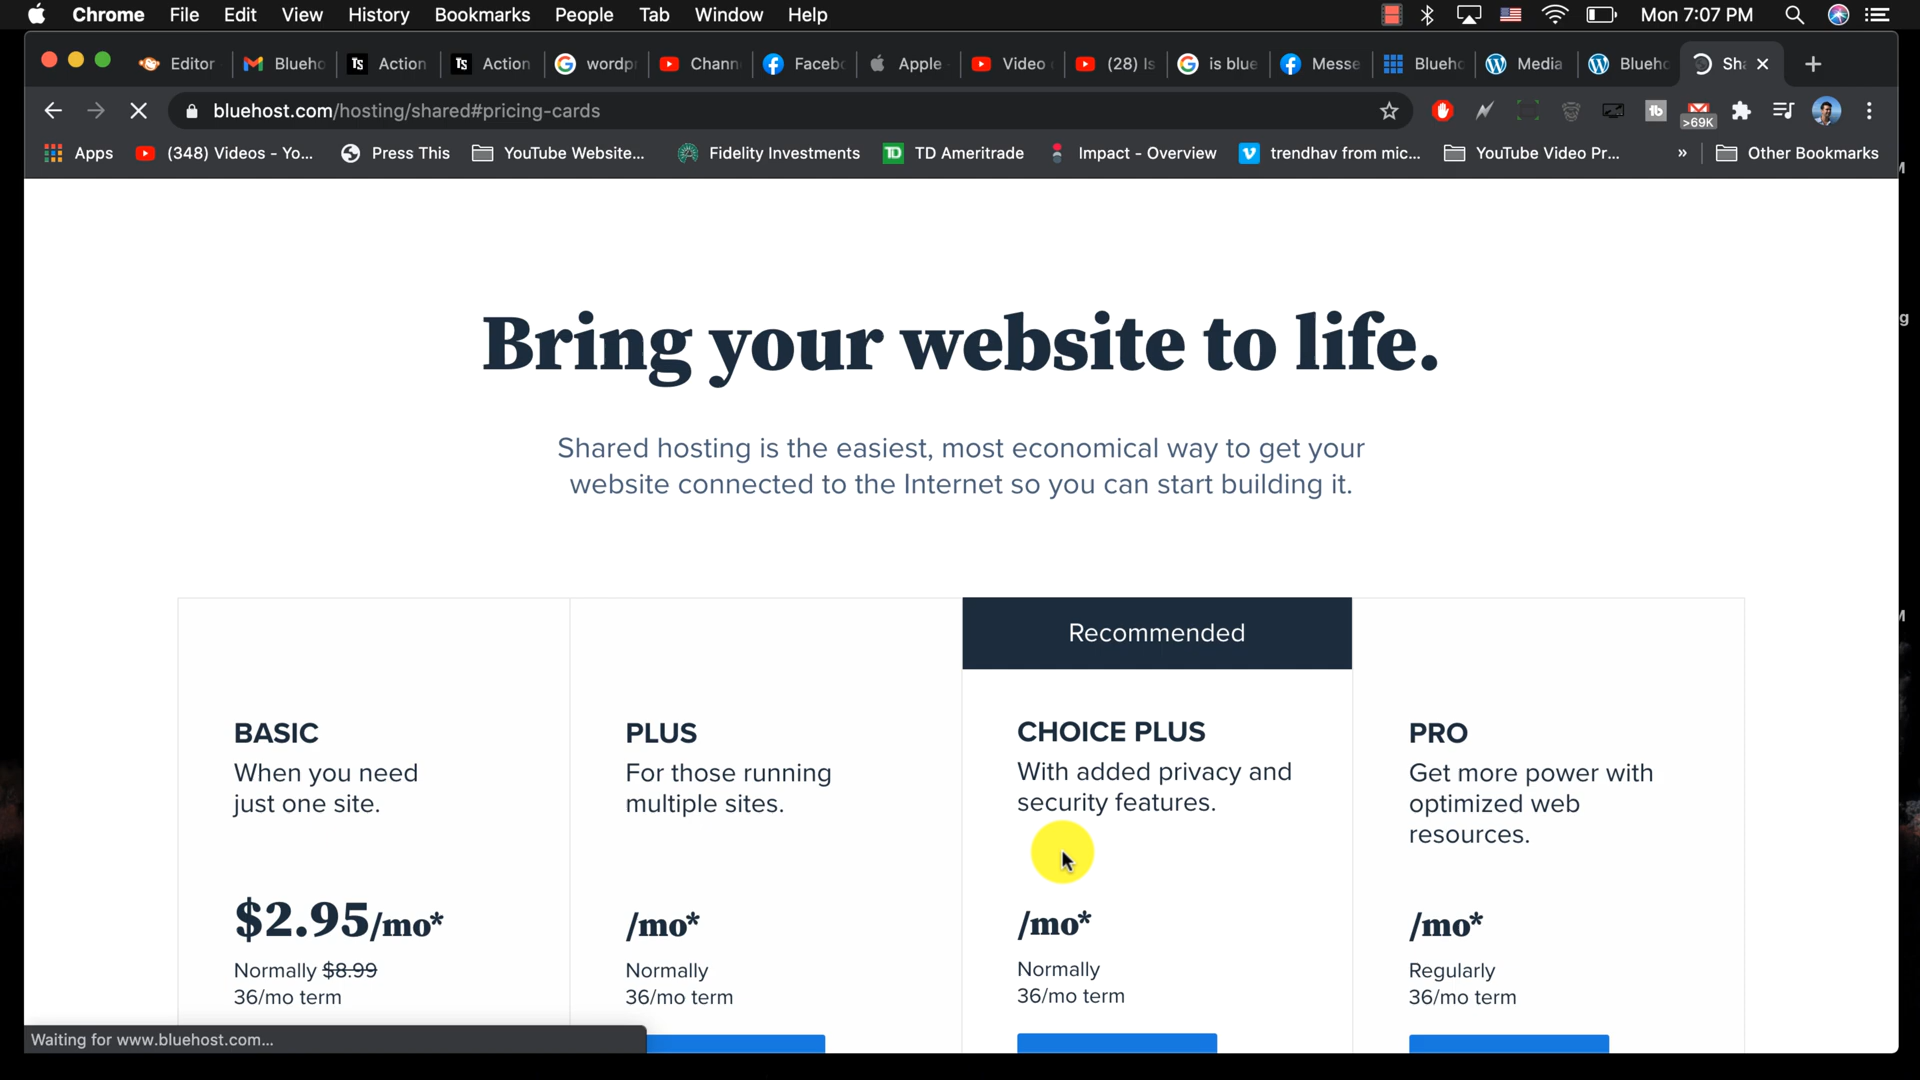 Chrome File Edit View History Bookmarks People Tab Window Help Mon 7:07 PM
Editor Blueho Action Action wordpr Chann Facebo Apple Video (28) Is is blue Messe Blueho Media Blueho Sha
bluehost.com/hosting/shared#pricing-cards >69K
Apps (348) Videos - Yo... Press This YouTube Website... Fidelity Investments TD Ameritrade Impact - Overview trendhav from mic... YouTube Video Pr... » Other Bookmarks
Bring your website to life.
Shared hosting is the easiest, most economical way to get your
website connected to the Internet so you can start building it.
Recommended
BASIC
When you need
just one site.
$2.95/mo*
Normally $8.99
36/mo term
PLUS
For those running
multiple sites.
/mo*
Normally
36/mo term
CHOICE PLUS
With added privacy and
security features.
/mo*
Normally
36/mo term
PRO
Get more power with
optimized web
resources.
/mo*
Regularly
36/mo term
Waiting for www.bluehost.com...